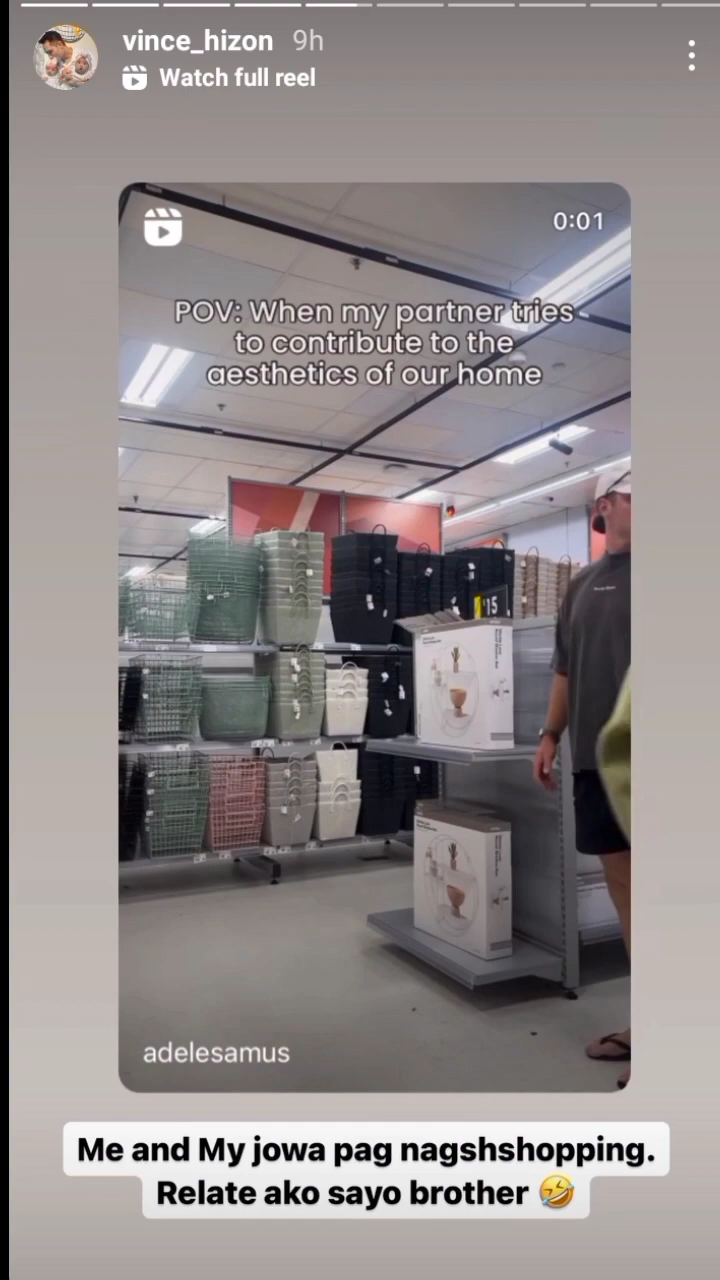 vince_hizon 9h
Watch full reel
0:01
POV: When my partner tries
to contribute to the
aesthetics of our home
$15
adelesamus
Me and My jowa pag nagshshopping.
Relate ako sayo brother 🤣